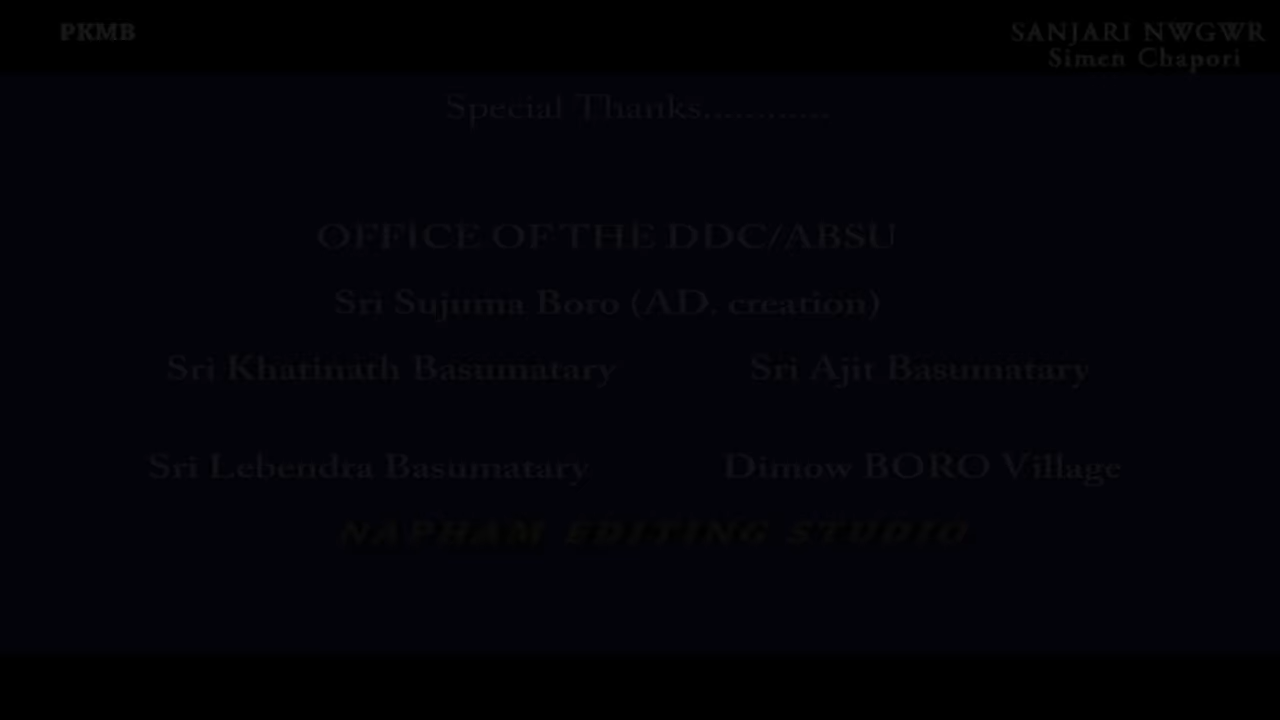 PKMB
SANJARI NWGWR
Simen Chapori
Special Thanks............
OFFICE OF THE DDC/ABSU
Sri Sujuma Boro (AD. creation)
Sri Khatinath Basumatary
Sri Ajit Basumatary
Sri Lebendra Basumatary
Dimow BORO Village
NAPHAM EDITING STUDIO